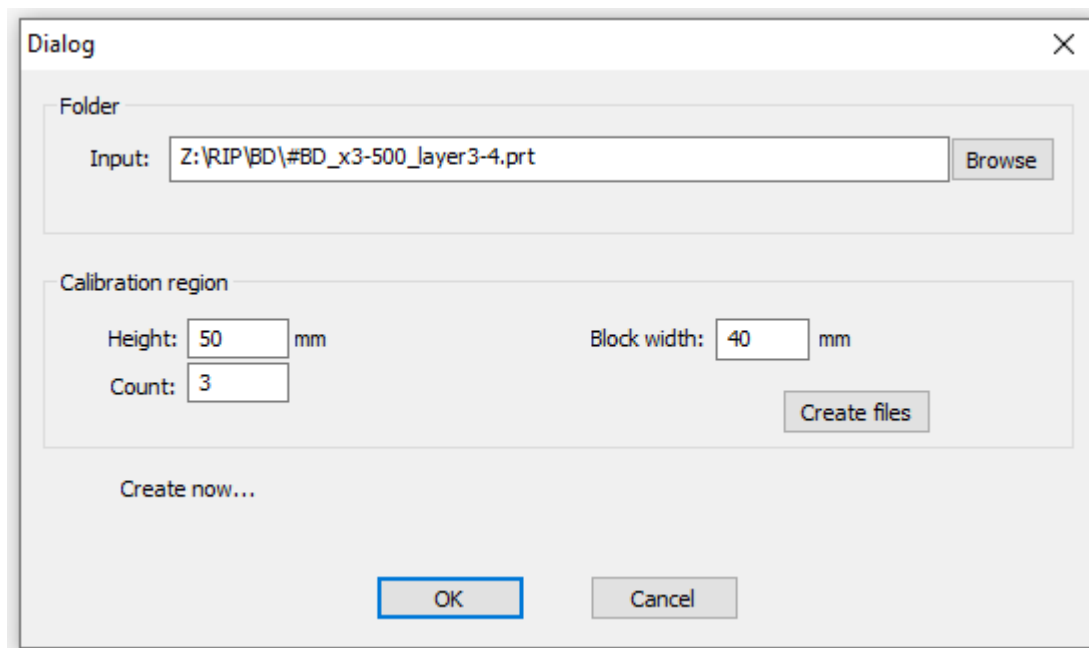 Dialog
Folder
Input: Z:\RIP\BD\#BD_x3-500_layer3-4.prt Browse
Calibration region
Height: 50 mm Block width: 40 mm
Count: 3
Create files
Create now...
OK Cancel